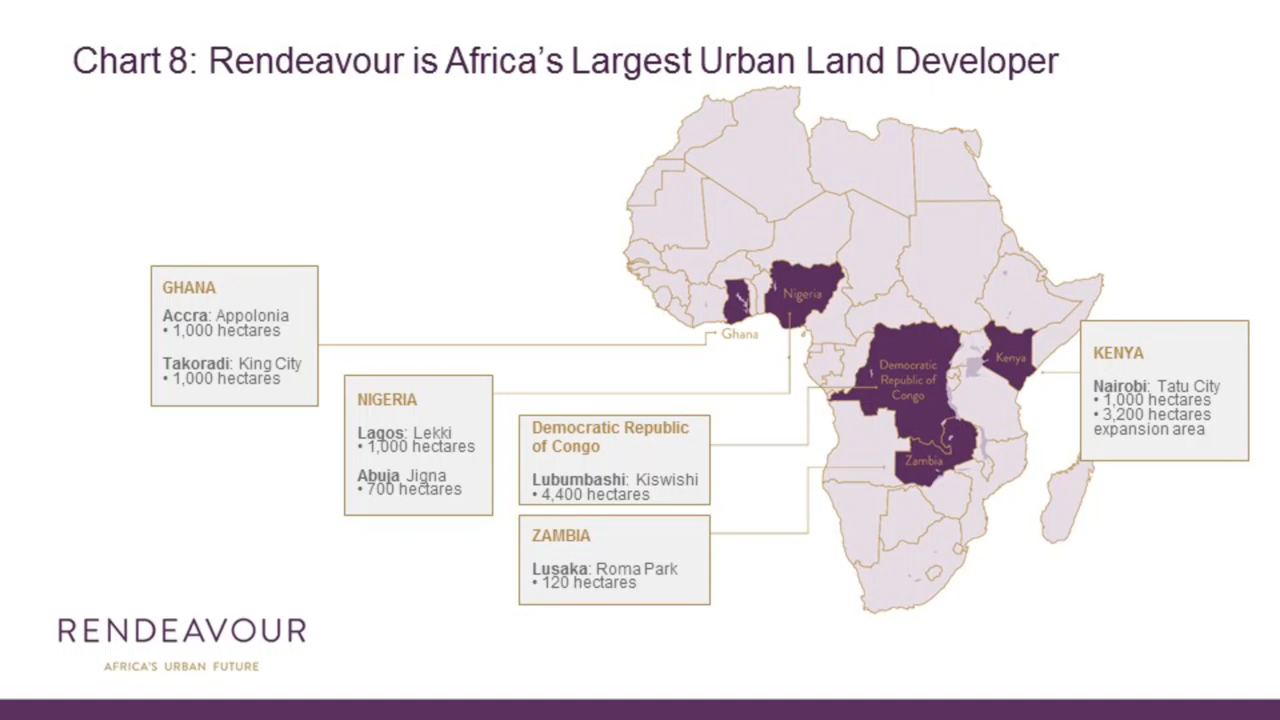 Chart 8: Rendeavour is Africa’s Largest Urban Land Developer
GHANA
Accra: Appolonia
• 1,000 hectares
Takoradi: King City
• 1,000 hectares
NIGERIA
Lagos: Lekki
• 1,000 hectares
Abuja Jigna
• 700 hectares
Democratic Republic
of Congo
Lubumbashi: Kiswishi
• 4,400 hectares
ZAMBIA
Lusaka: Roma Park
• 120 hectares
KENYA
Nairobi: Tatu City
• 1,000 hectares
• 3,200 hectares
expansion area
Nigeria
Ghana
Democratic
Republic of
Congo
Kenya
Zambia
RENDEAVOUR
AFRICA’S URBAN FUTURE